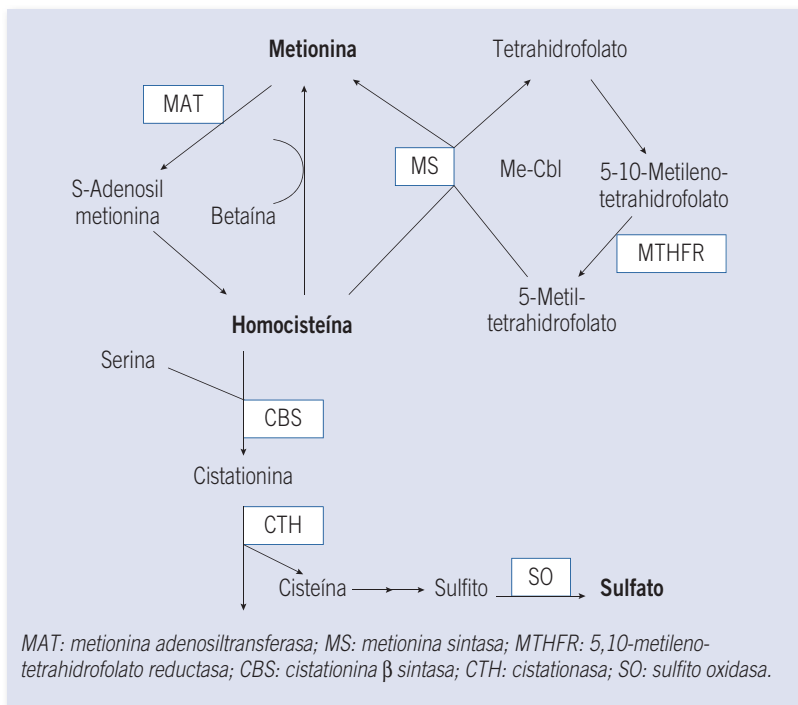 Metionina
Tetrahidrofolato
MAT
MS
Me-Cbl
5-10-Metileno-
tetrahidrofolato
S-Adenosil
metionina
Betaína
MTHFR
5-Metil-
tetrahidrofolato
Homocisteína
Serina
CBS
Cistationina
CTH
Cisteína
Sulfito
SO
Sulfato
MAT: metionina adenosiltransferasa; MS: metionina sintasa; MTHFR: 5,10-metileno-
tetrahidrofolato reductasa; CBS: cistationina β sintasa; CTH: cistationasa; SO: sulfito oxidasa.